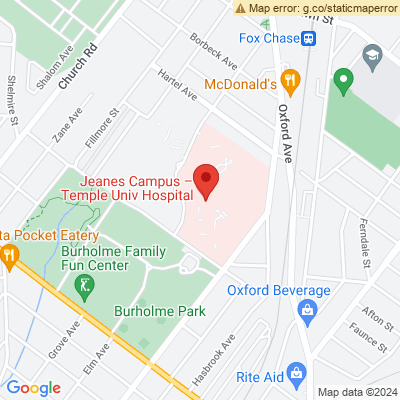 Map error: g.co/staticmaperror
St
Fox Chase
Borbeck Ave
Shalom Ave
Church Rd
Shelmire St
Hartel Ave
McDonald's
Zane Ave
Fillmore St
Oxford Ave
Jeanes Campus –
Temple Univ Hospital
ta Pocket Eatery
Burholme Family
Fun Center
Ferndale St
Burholme Park
Oxford Beverage
Afton St
Faunce St
Grove Ave
Elm Ave
Hasbrook Ave
Rite Aid
Google
Map data ©2024